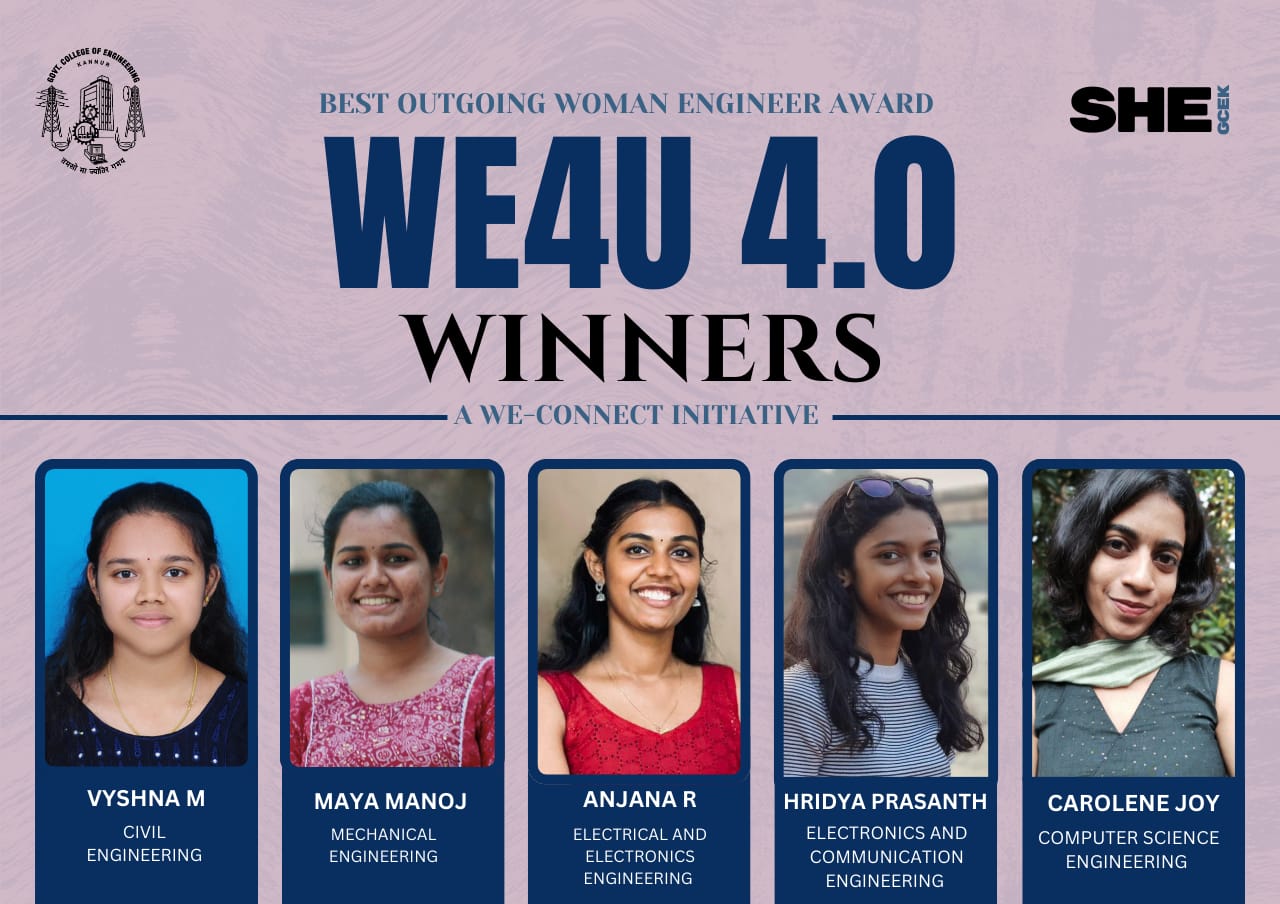 GOVT. COLLEGE OF ENGINEERING
KANNUR
तमसो मा ज्योतिर गमय
BEST OUTGOING WOMAN ENGINEER AWARD
SHE
GCEK
WE4U 4.0
WINNERS
A WE-CONNECT INITIATIVE
VYSHNA M
CIVIL
ENGINEERING
MAYA MANOJ
MECHANICAL
ENGINEERING
ANJANA R
ELECTRICAL AND
ELECTRONICS
ENGINEERING
HRIDYA PRASANTH
ELECTRONICS AND
COMMUNICATION
ENGINEERING
CAROLENE JOY
COMPUTER SCIENCE
ENGINEERING